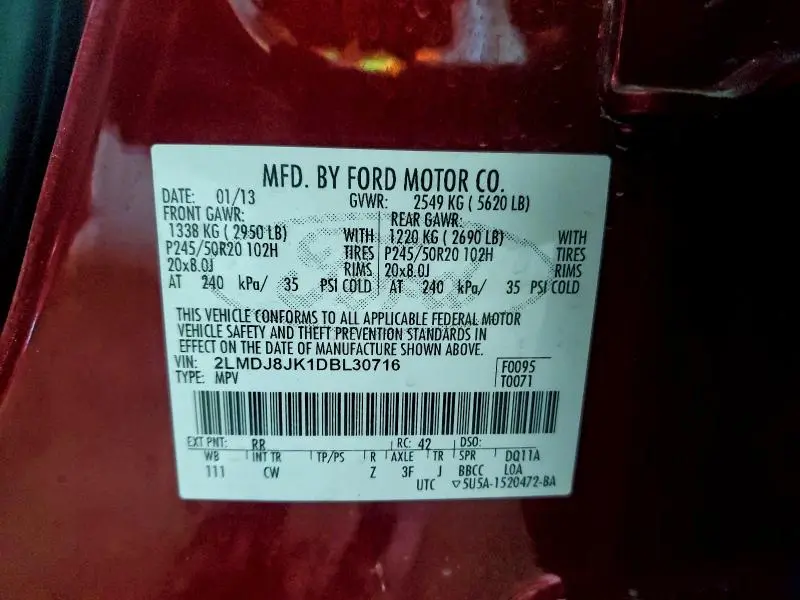 MFD. BY FORD MOTOR CO.
DATE: 01/13 GVWR: 2549 KG ( 5620 LB)
FRONT GAWR: REAR GAWR:
1338 KG ( 2950 LB) WITH 1220 KG ( 2690 LB) WITH
P245/50R20 102H TIRES P245/50R20 102H TIRES
20x8.0J RIMS 20x8.0J RIMS
AT 240 kPa/ 35 PSI COLD AT 240 kPa/ 35 PSI COLD
THIS VEHICLE CONFORMS TO ALL APPLICABLE FEDERAL MOTOR
VEHICLE SAFETY AND THEFT PREVENTION STANDARDS IN
EFFECT ON THE DATE OF MANUFACTURE SHOWN ABOVE.
VIN: 2LMDJ8JK1DBL30716 F0095
TYPE: MPV T0071
EXT PNT: RR RC: 42 DSO:
WB INT TR TP/PS R AXLE TR SPR DQ11A
111 CW Z 3F J BBCC LOA
UTC ▽5U5A-1520472-BA
Ford